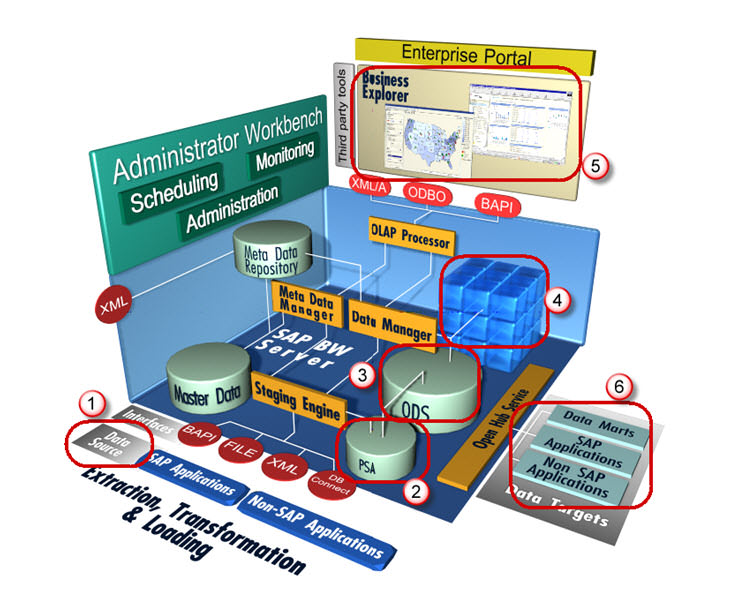 Enterprise Portal
Third party tools
Business
Explorer
5
Administrator Workbench
Scheduling
Monitoring
Administration
XML/A
ODBO
BAPI
OLAP Processor
Meta Data
Repository
XML
Meta Data
Manager
Data Manager
4
SAP BW
Server
3
Master Data
Staging Engine
ODS
Open Hub Service
6
Data Marts
SAP
Applications
Non SAP
Applications
Data Targets
1
Interfaces
Data
Source
BAPI
FILE
XML
DB
Connect
PSA
2
SAP Applications
Non-SAP Applications
Extraction, Transformation
& Loading